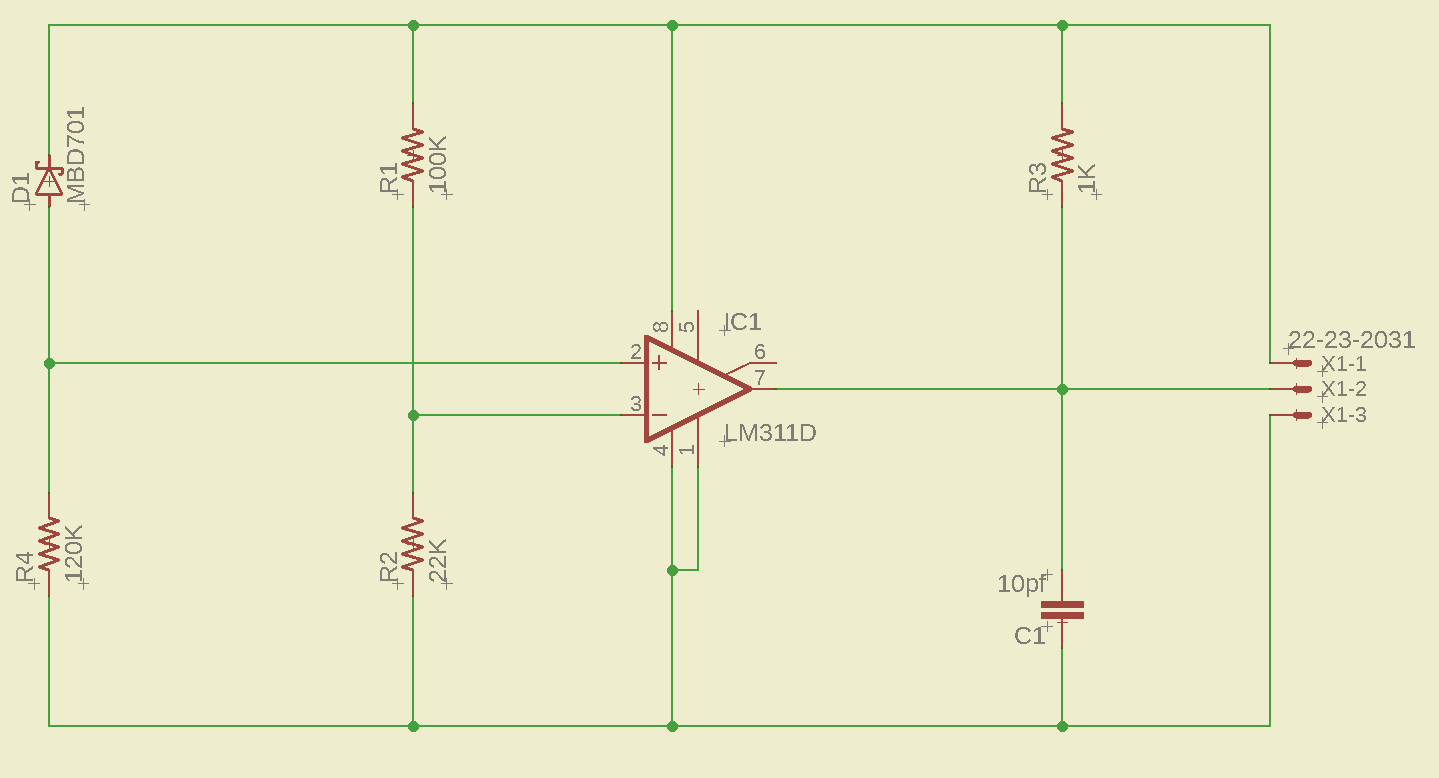 D1
MBD701
R1
100K
R3
1K
8
5
IC1
2
6
7
3
4
1
LM311D
22-23-2031
X1-1
X1-2
X1-3
R4
120K
R2
22K
10pf
C1